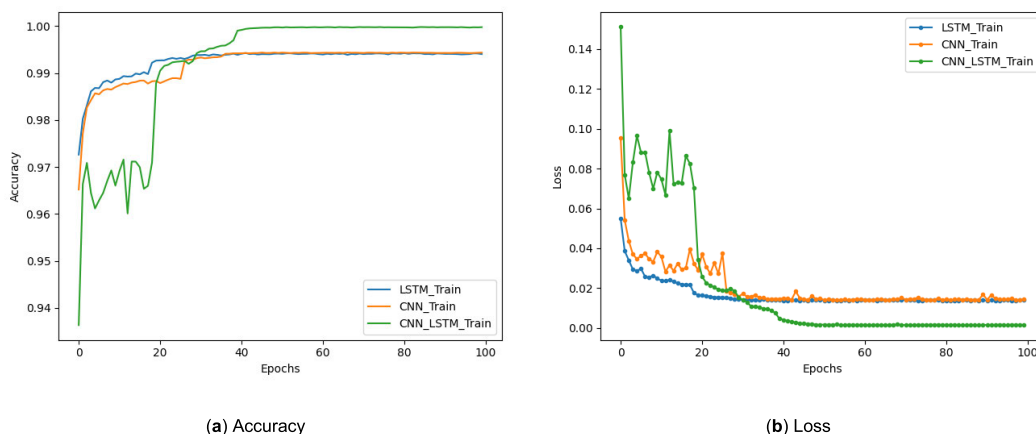 1.00
0.99
0.98
0.97
0.96
0.95
0.94
Accuracy
LSTM_Train
CNN_Train
CNN_LSTM_Train
0 20 40 60 80 100
Epochs
(a) Accuracy
0.14
0.12
0.10
0.08
0.06
0.04
0.02
0.00
Loss
LSTM_Train
CNN_Train
CNN_LSTM_Train
0 20 40 60 80 100
Epochs
(b) Loss